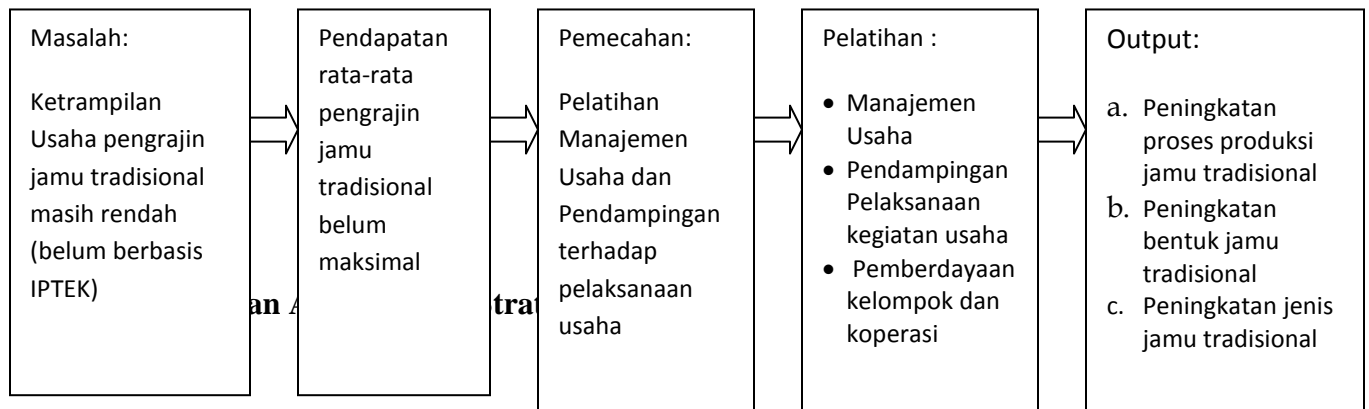 Masalah:
Ketrampilan
Usaha pengrajin
jamu tradisional
masih rendah
(belum berbasis
IPTEK)
Pendapatan
rata-rata
pengrajin
jamu
tradisional
belum
maksimal
Pemecahan:
Pelatihan
Manajemen
Usaha dan
Pendampingan
terhadap
pelaksanaan
usaha
Pelatihan :
• Manajemen
Usaha
• Pendampingan
Pelaksanaan
kegiatan usaha
• Pemberdayaan
kelompok dan
koperasi
Output:
a. Peningkatan
proses produksi
jamu tradisional
b. Peningkatan
bentuk jamu
tradisional
c. Peningkatan jenis
jamu tradisional